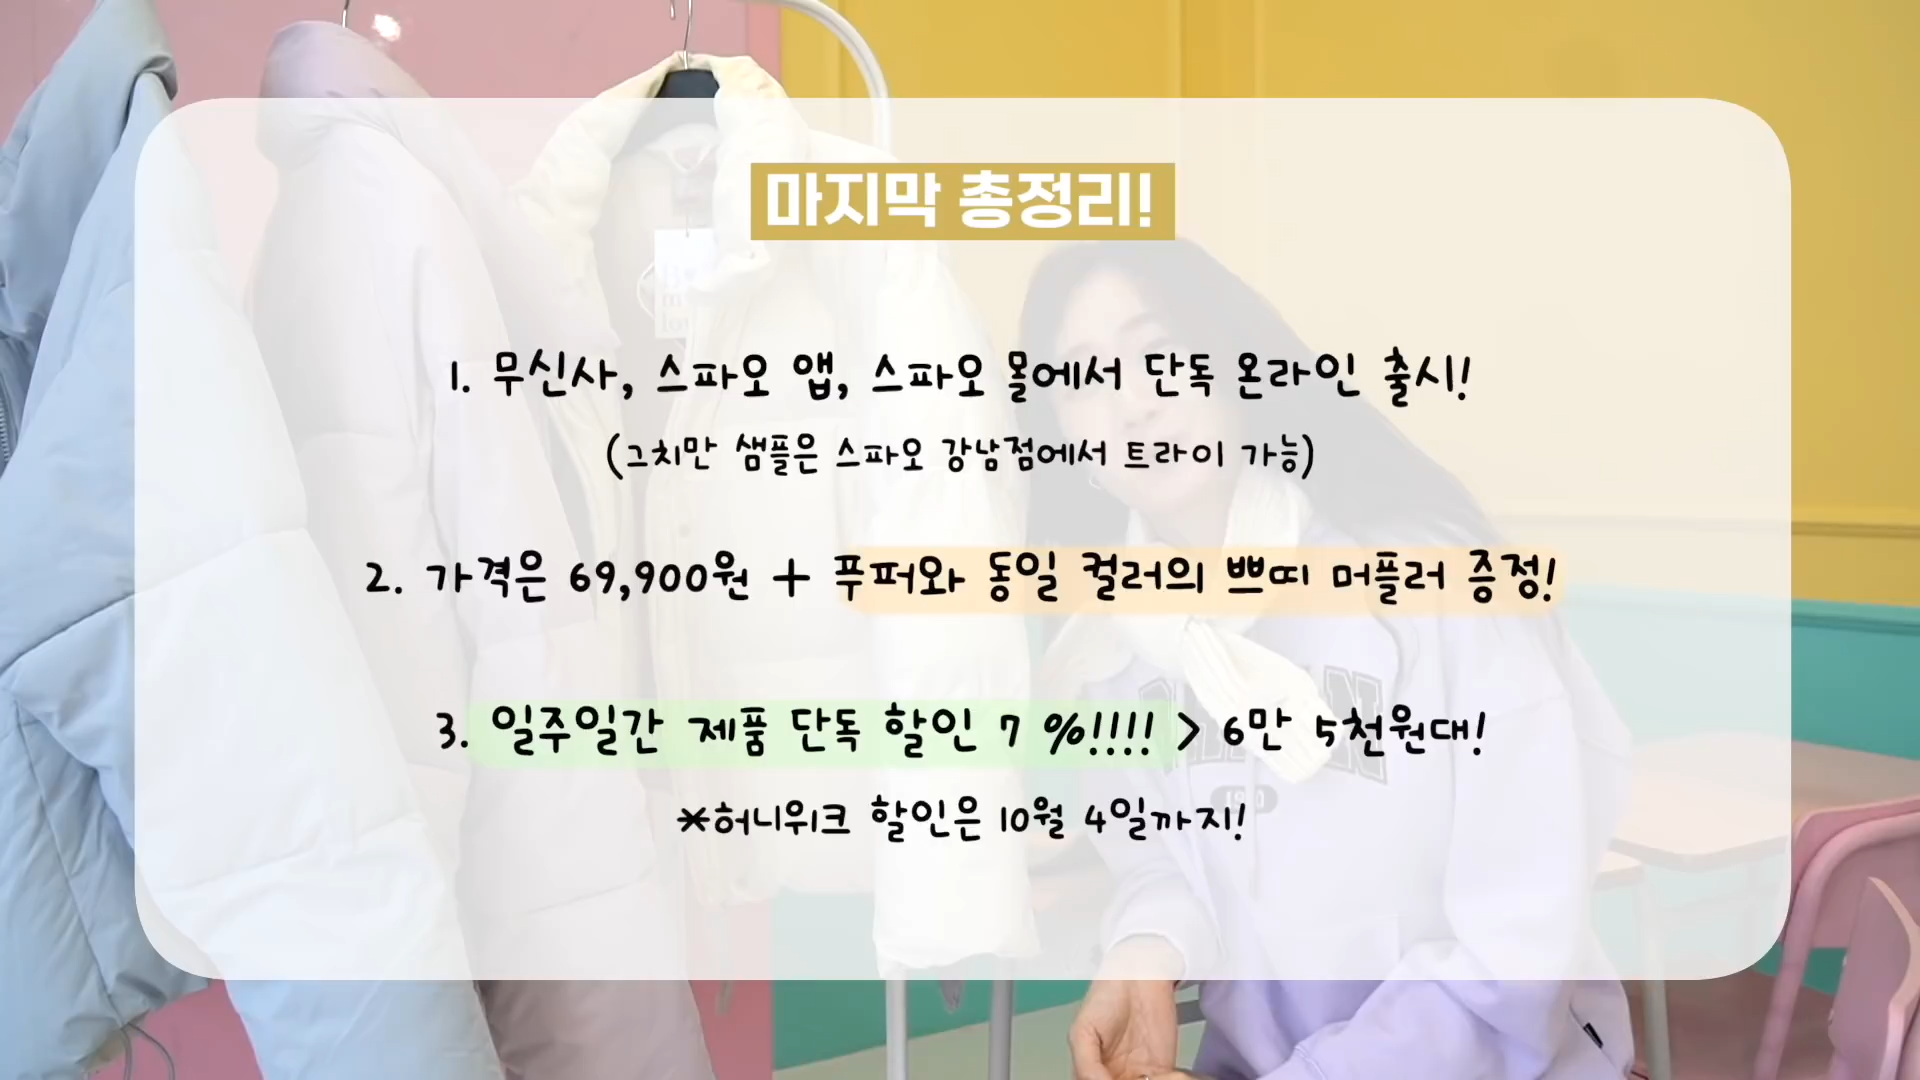 마지막 총정리!
1. 무신사, 스파오 앱, 스파오 몰에서 단독 온라인 출시!
(그치만 샘플은 스파오 강남점에서 트라이 가능)
2. 가격은 69,900원 + 푸퍼와 동일 컬러의 쁘띠 머플러 증정!
3. 일주일간 제품 단독 할인 7 %!!!! > 6만 5천원대!
*허니위크 할인은 10월 4일까지!